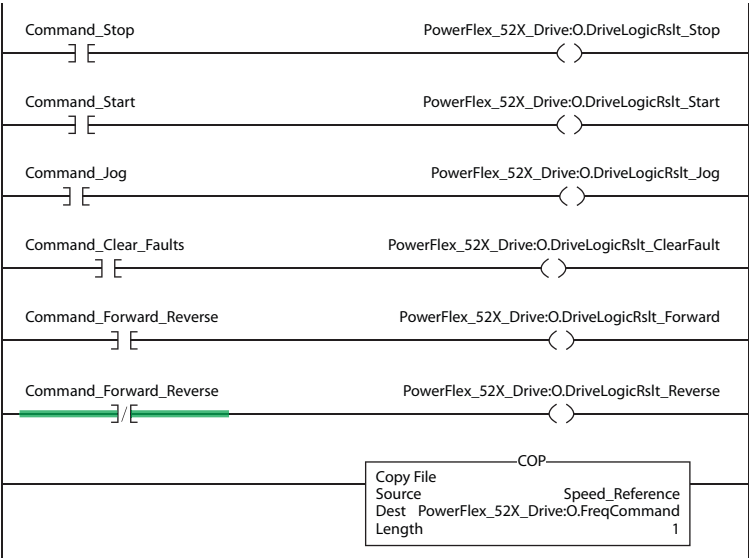 Command_Stop PowerFlex_52X_Drive:O.DriveLogicRslt_Stop
Command_Start PowerFlex_52X_Drive:O.DriveLogicRslt_Start
Command_Jog PowerFlex_52X_Drive:O.DriveLogicRslt_Jog
Command_Clear_Faults PowerFlex_52X_Drive:O.DriveLogicRslt_ClearFault
Command_Forward_Reverse PowerFlex_52X_Drive:O.DriveLogicRslt_Forward
Command_Forward_Reverse PowerFlex_52X_Drive:O.DriveLogicRslt_Reverse
COP
Copy File
Source Speed_Reference
Dest PowerFlex_52X_Drive:O.FreqCommand
Length 1